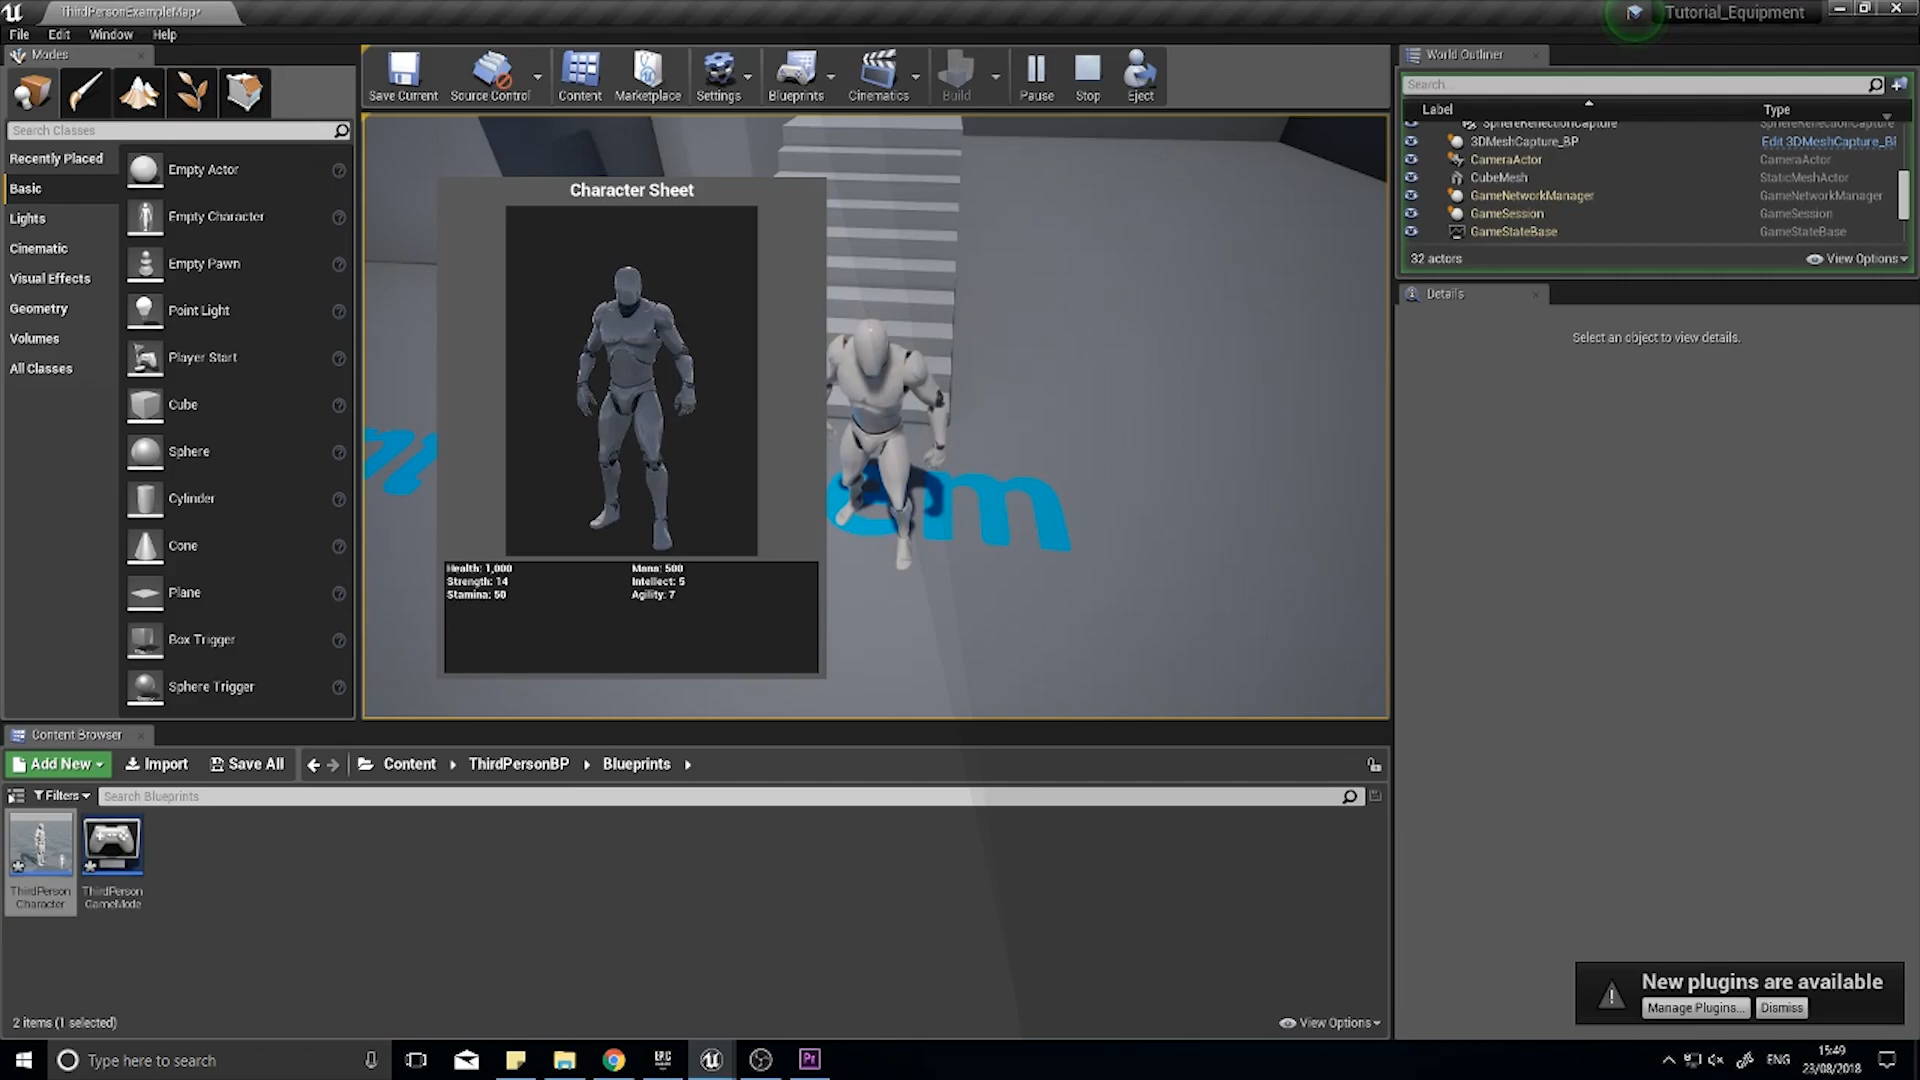 ThirdPersonExampleMap*
Tutorial_Equipment
File Edit Window Help
Modes
Search Classes
Recently Placed
Basic
Lights
Cinematic
Visual Effects
Geometry
Volumes
All Classes
Empty Actor
Empty Character
Empty Pawn
Point Light
Player Start
Cube
Sphere
Cylinder
Cone
Plane
Box Trigger
Sphere Trigger
Save Current Source Control Content Marketplace Settings Blueprints Cinematics Build Pause Stop Eject
Character Sheet
Health: 1,000 Mana: 500
Strength: 14 Intellect: 5
Stamina: 50 Agility: 7
World Outliner
Search...
Label Type
SphereReflectionCapture SphereReflectionCapture
3DMeshCapture_BP Edit 3DMeshCapture_BI
CameraActor CameraActor
CubeMesh StaticMeshActor
GameNetworkManager GameNetworkManager
GameSession GameSession
GameStateBase GameStateBase
32 actors View Options
Details
Select an object to view details.
Content Browser
Add New Import Save All Content ThirdPersonBP Blueprints
Filters Search Blueprints
ThirdPerson Character
ThirdPerson GameMode
2 items (1 selected) View Options
New plugins are available
Manage Plugins... Dismiss
Type here to search
EPIC
Pr
ENG
15:49
23/08/2018